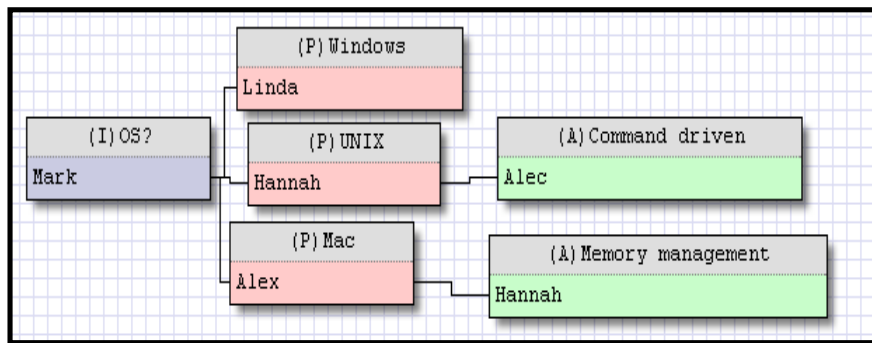 (P)Windows
Linda
(I)OS?
Mark
(P)UNIX
Hannah
(A)Command driven
Alec
(P)Mac
Alex
(A)Memory management
Hannah